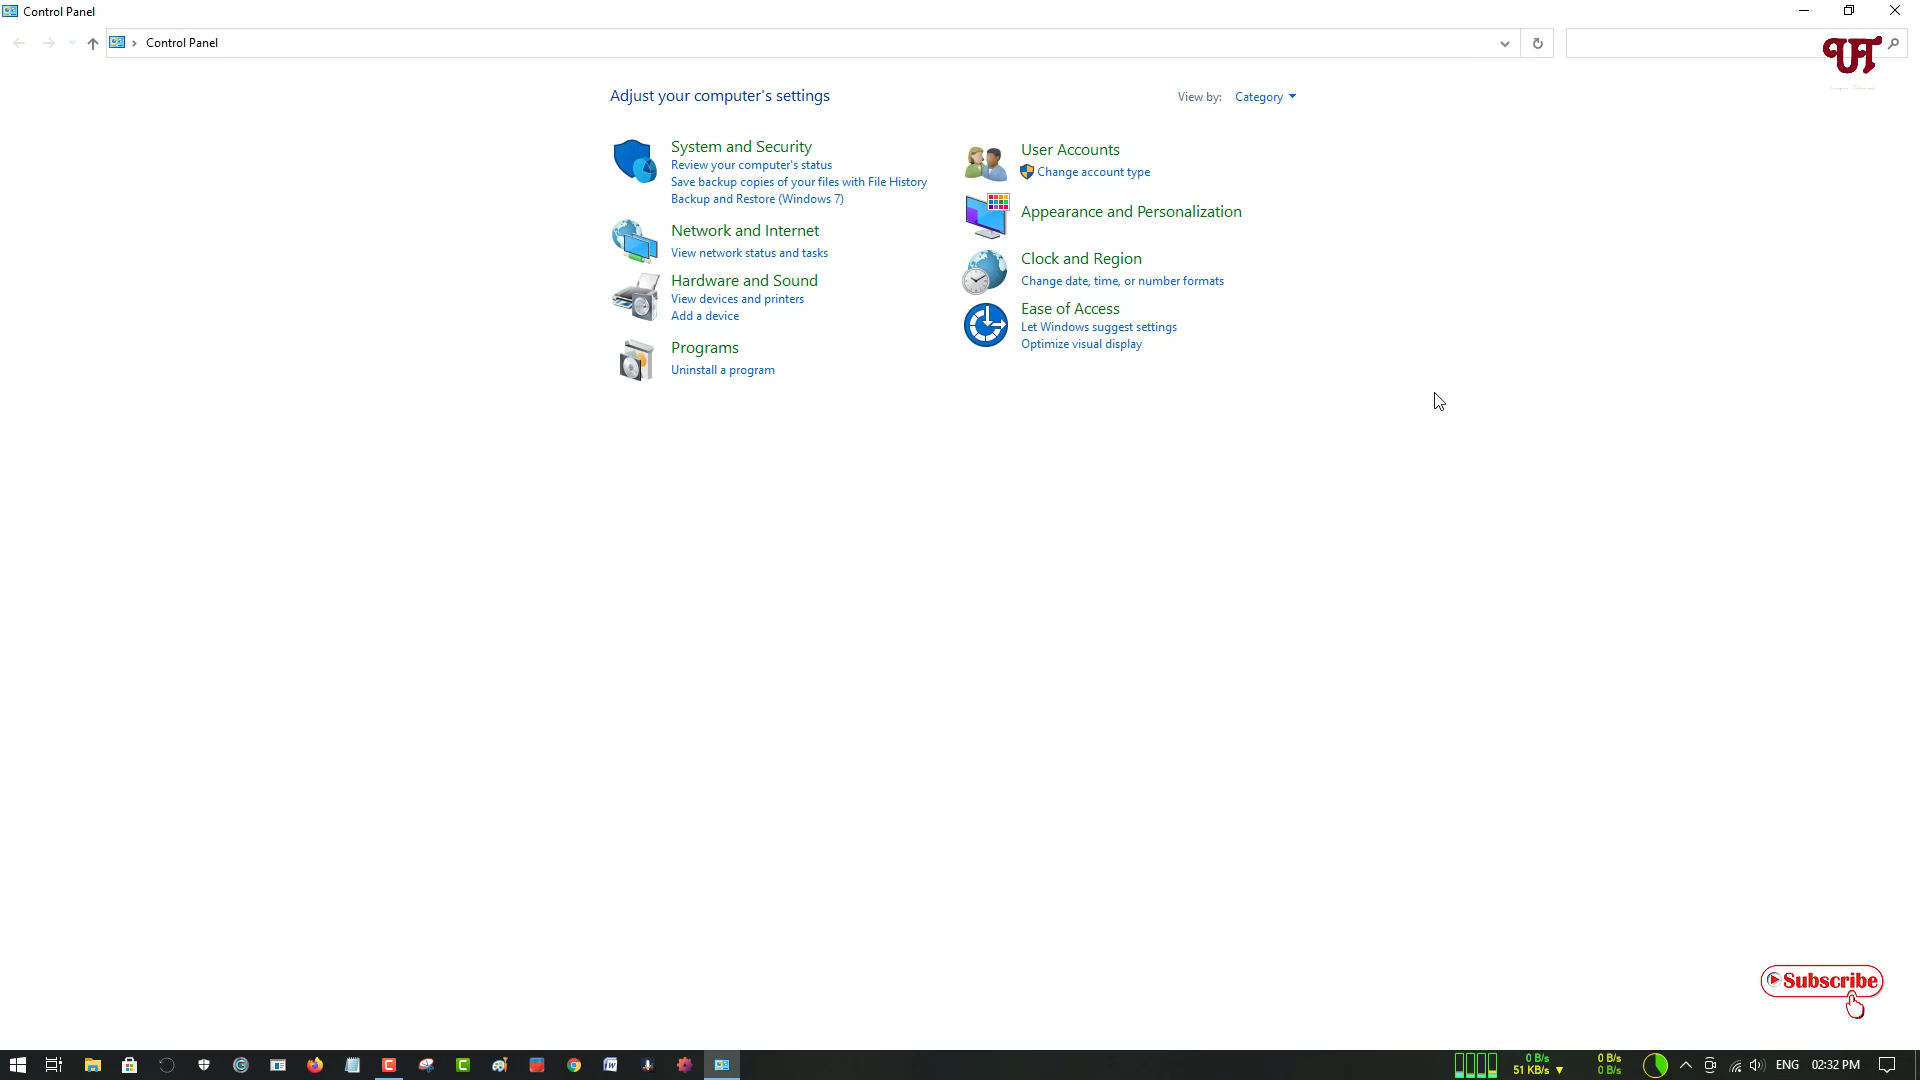 Control Panel
Control Panel
UT
Adjust your computer's settings
View by: Category
System and Security
Review your computer's status
Save backup copies of your files with File History
Backup and Restore (Windows 7)
Network and Internet
View network status and tasks
Hardware and Sound
View devices and printers
Add a device
Programs
Uninstall a program
User Accounts
Change account type
Appearance and Personalization
Clock and Region
Change date, time, or number formats
Ease of Access
Let Windows suggest settings
Optimize visual display
Subscribe
0 B/s
51 KB/s
0 B/s
0 B/s
ENG
02:32 PM